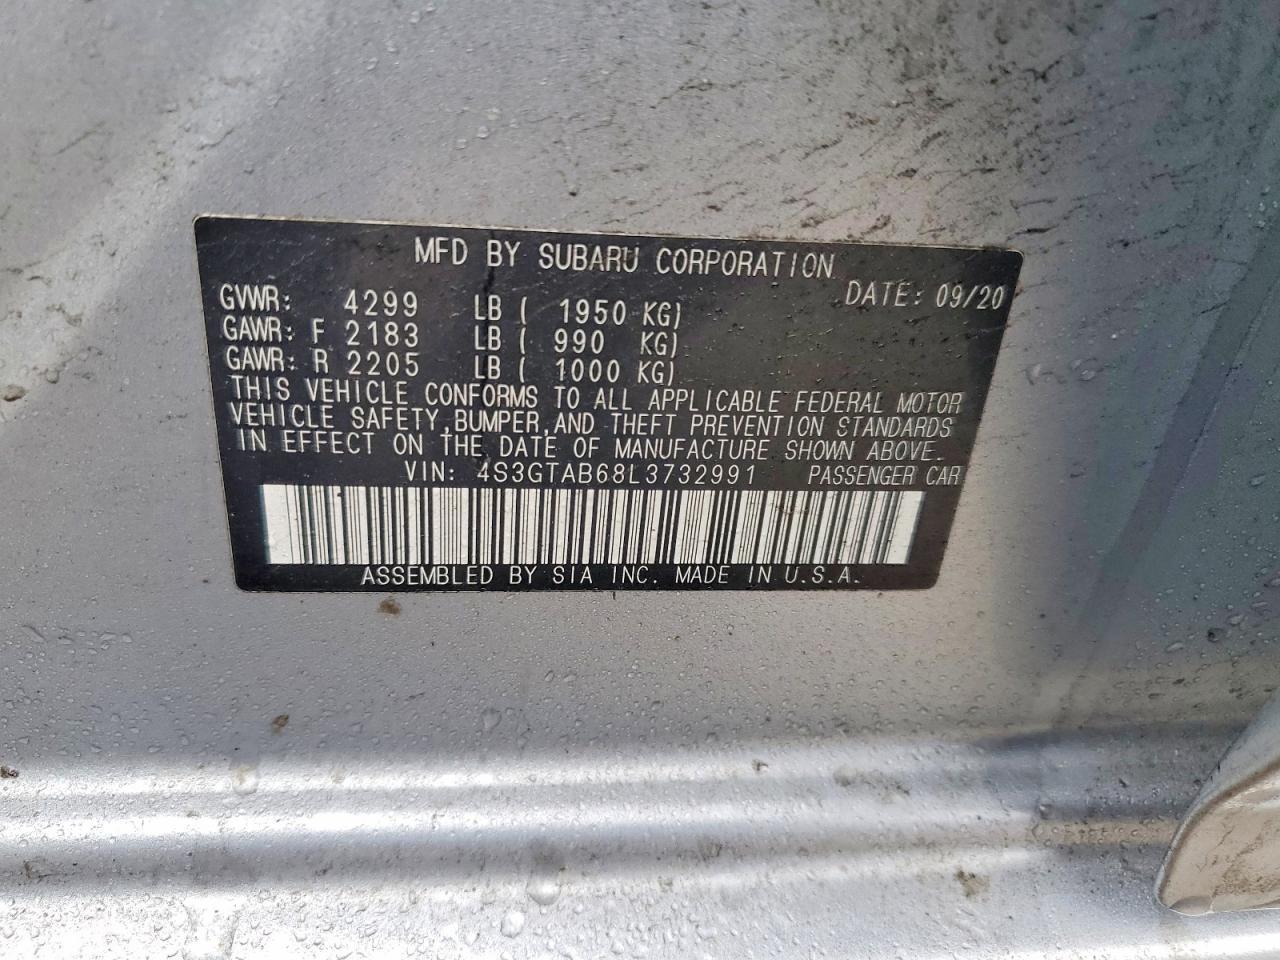 MFD BY SUBARU CORPORATION
DATE: 09/20
GVWR: 4299 LB ( 1950 KG)
GAWR: F 2183 LB ( 990 KG)
GAWR: R 2205 LB ( 1000 KG)
THIS VEHICLE CONFORMS TO ALL APPLICABLE FEDERAL MOTOR
VEHICLE SAFETY, BUMPER, AND THEFT PREVENTION STANDARDS
IN EFFECT ON THE DATE OF MANUFACTURE SHOWN ABOVE.
VIN: 4S3GTAB68L3732991 PASSENGER CAR
ASSEMBLED BY SIA INC. MADE IN U.S.A.